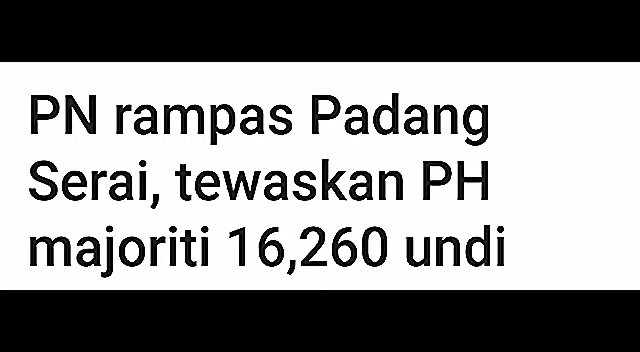 PN rampas Padang
Serai, tewaskan PH
majoriti 16,260 undi